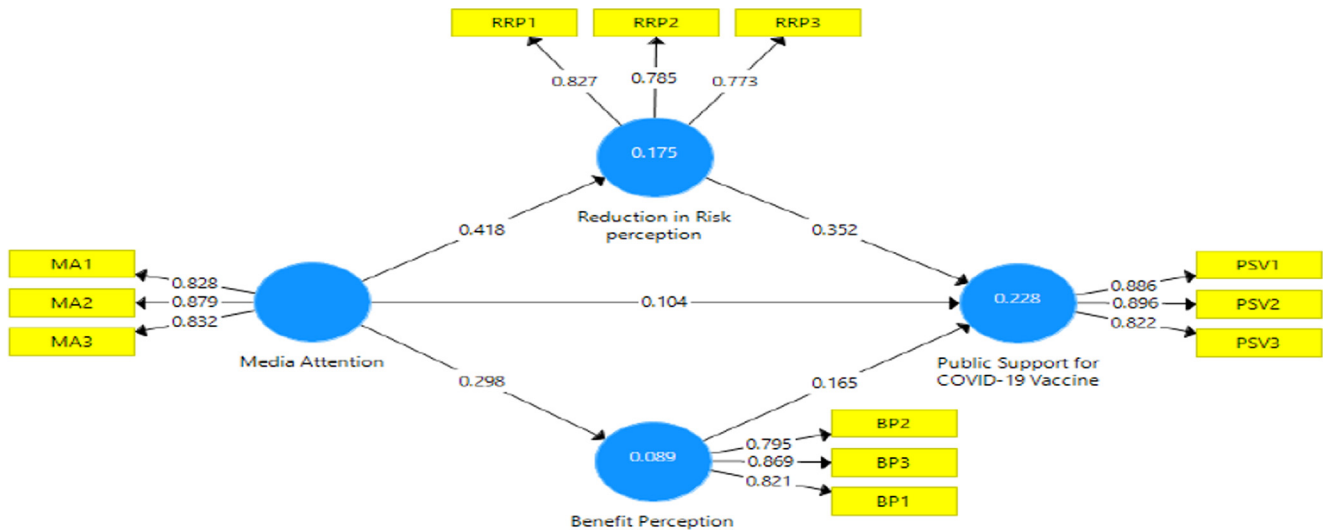 RRP1 RRP2 RRP3
0.827 0.785 0.773
0.175
Reduction in Risk
perception
0.418 0.352
MA1
MA2
MA3
0.828
0.879
0.832
Media Attention
0.104
0.228
Public Support for
COVID-19 Vaccine
0.886
0.896
0.822
PSV1
PSV2
PSV3
0.298 0.165
0.089
Benefit Perception
0.795
0.869
0.821
BP2
BP3
BP1